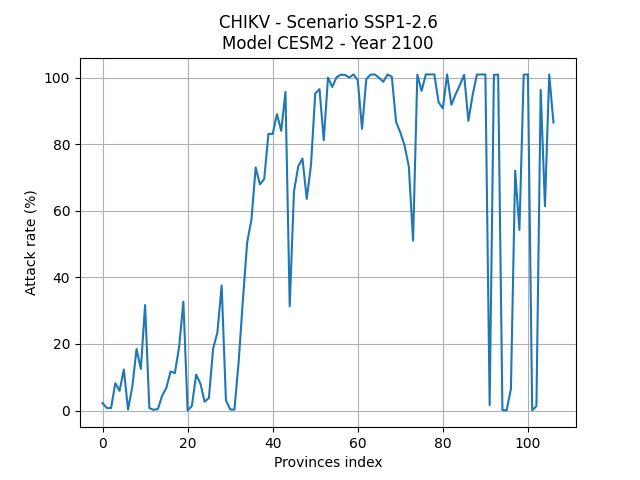 CHIKV - Scenario SSP1-2.6
Model CESM2 - Year 2100
Attack rate (%)
100
80
60
40
20
0
0 20 40 60 80 100
Provinces index